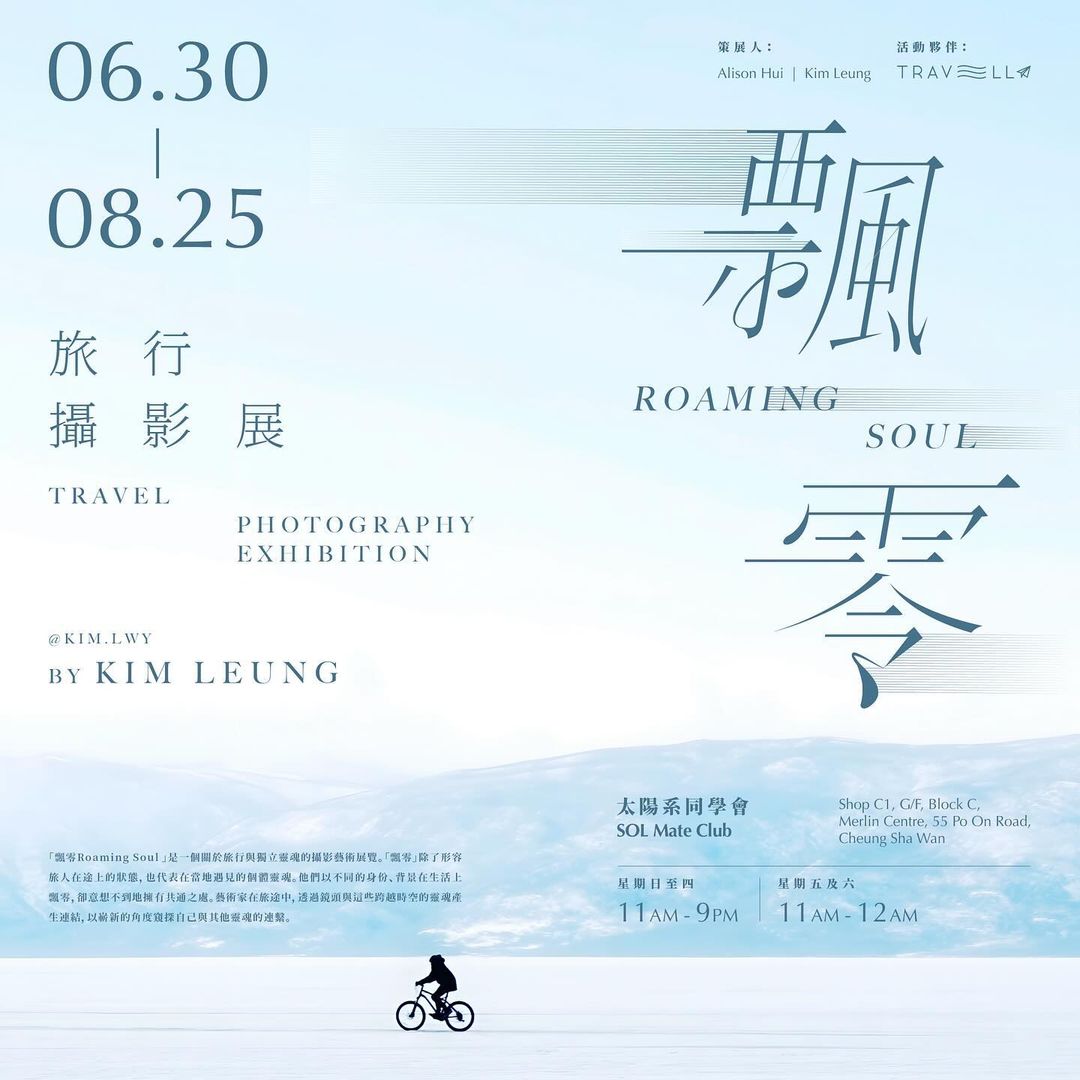 06.30
|
08.25
旅行
攝影展
TRAVEL
PHOTOGRAPHY
EXHIBITION
@KIM.LWY
BY KIM LEUNG
策展人：
Alison Hui | Kim Leung
活動夥伴：
TRAVELLA
飄
ROAMING
SOUL
零
太陽系同學會
SOL Mate Club
Shop C1, G/F, Block C,
Merlin Centre, 55 Po On Road,
Cheung Sha Wan
星期日至四
11AM - 9PM
星期五及六
11AM - 12AM
「飄零Roaming Soul」是一個關於旅行與獨立靈魂的攝影藝術展覽。「飄零」除了形容
旅人在途上的狀態，也代表在當地遇見的個體靈魂。他們以不同的身份、背景在生活上
飄零，卻意想不到地擁有共通之處。藝術家在旅途中，透過鏡頭與這些跨越時空的靈魂產
生連結，以嶄新的角度窺探自己與其他靈魂的連繫。